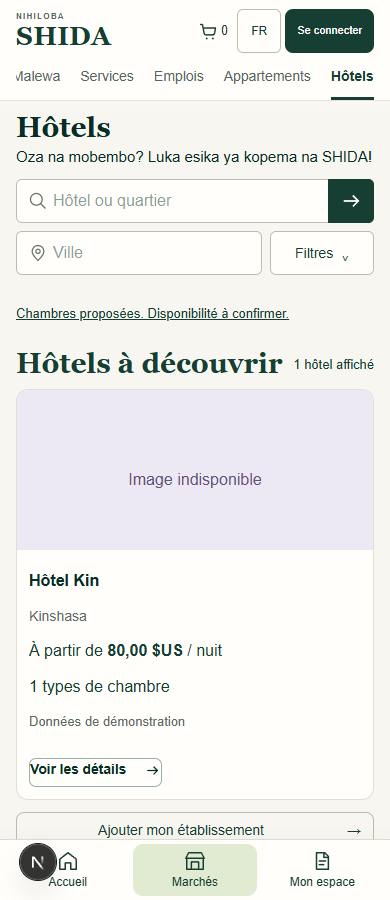 NIHILOBA
SHIDA
0
FR
Se connecter
Malewa Services Emplois Appartements Hôtels
Hôtels
Oza na mobembo? Luka esika ya kopema na SHIDA!
Hôtel ou quartier
Ville
Filtres
Chambres proposées. Disponibilité à confirmer.
Hôtels à découvrir
1 hôtel affiché
Image indisponible
Hôtel Kin
Kinshasa
À partir de 80,00 $US / nuit
1 types de chambre
Données de démonstration
Voir les détails →
Ajouter mon établissement →
N
Accueil
Marchés
Mon espace